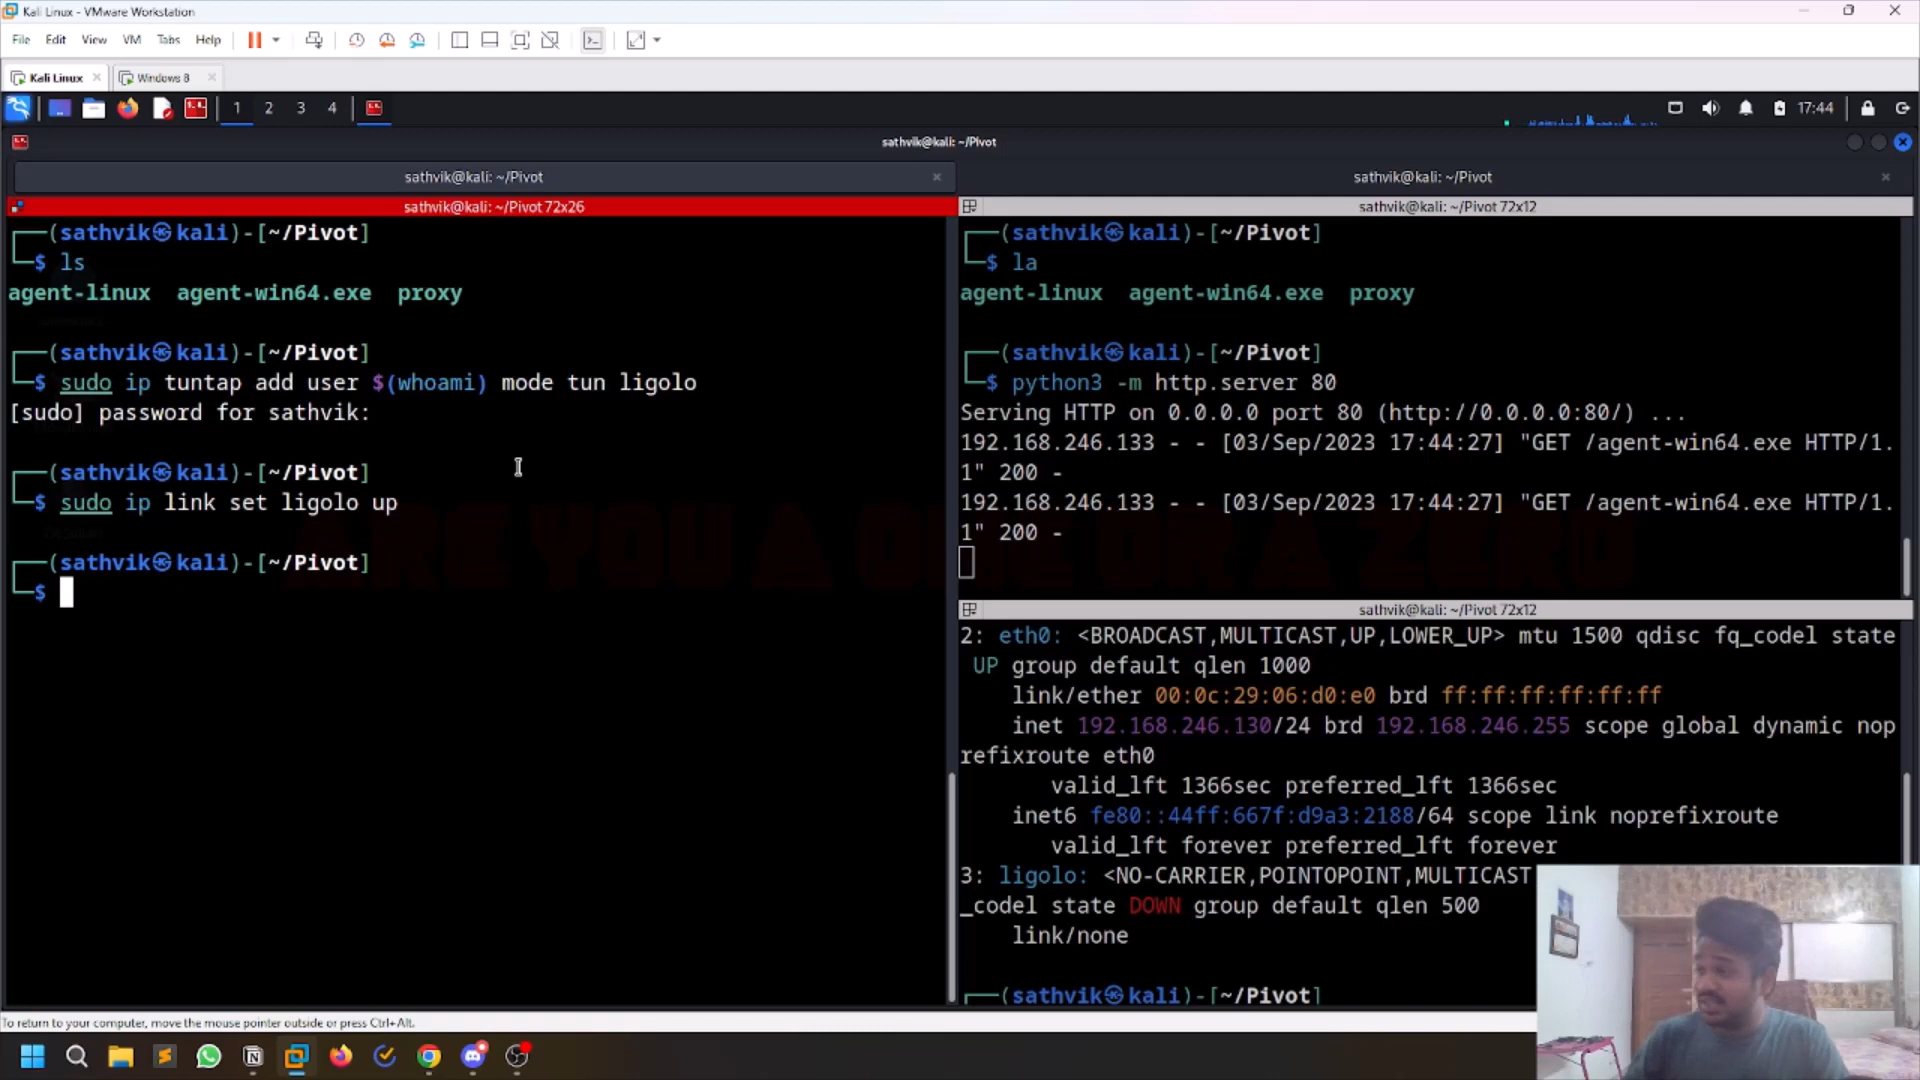 Kali Linux - VMware Workstation
File Edit View VM Tabs Help
Kali Linux Windows 8
1 2 3 4 17:44
sathvik@kali: ~/Pivot
sathvik@kali: ~/Pivot
sathvik@kali: ~/Pivot
sathvik@kali: ~/Pivot 72x26
(sathvik㉿kali)-[~/Pivot]
$ ls
agent-linux agent-win64.exe proxy
(sathvik㉿kali)-[~/Pivot]
$ sudo ip tuntap add user $(whoami) mode tun ligolo
[sudo] password for sathvik:
(sathvik㉿kali)-[~/Pivot]
$ sudo ip link set ligolo up
(sathvik㉿kali)-[~/Pivot]
$
ARE YOU A ONE OR A ZERO
sathvik@kali: ~/Pivot 72x12
(sathvik㉿kali)-[~/Pivot]
$ la
agent-linux agent-win64.exe proxy
(sathvik㉿kali)-[~/Pivot]
$ python3 -m http.server 80
Serving HTTP on 0.0.0.0 port 80 (http://0.0.0.0:80/) ...
192.168.246.133 - - [03/Sep/2023 17:44:27] "GET /agent-win64.exe HTTP/1.
1" 200 -
192.168.246.133 - - [03/Sep/2023 17:44:27] "GET /agent-win64.exe HTTP/1.
1" 200 -
sathvik@kali: ~/Pivot 72x12
2: eth0: <BROADCAST,MULTICAST,UP,LOWER_UP> mtu 1500 qdisc fq_codel state
UP group default qlen 1000
link/ether 00:0c:29:06:d0:e0 brd ff:ff:ff:ff:ff:ff
inet 192.168.246.130/24 brd 192.168.246.255 scope global dynamic nop
refixroute eth0
valid_lft 1366sec preferred_lft 1366sec
inet6 fe80::44ff:667f:d9a3:2188/64 scope link noprefixroute
valid_lft forever preferred_lft forever
3: ligolo: <NO-CARRIER,POINTOPOINT,MULTICAST
_codel state DOWN group default qlen 500
link/none
(sathvik㉿kali)-[~/Pivot]
To return to your computer, move the mouse pointer outside or press Ctrl+Alt.